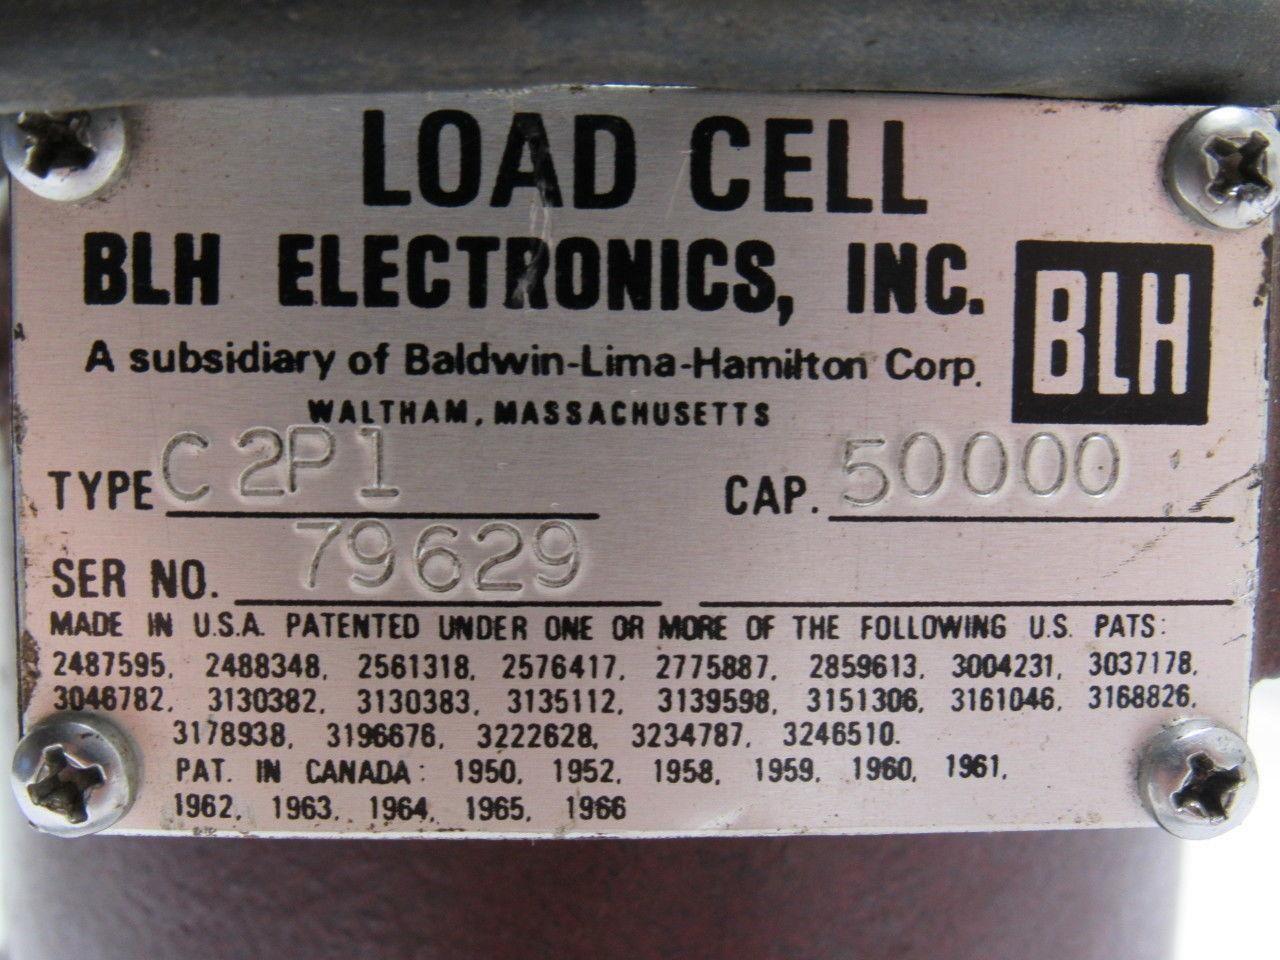 LOAD CELL
BLH ELECTRONICS, INC.
BLH
A subsidiary of Baldwin-Lima-Hamilton Corp.
WALTHAM, MASSACHUSETTS
TYPE C2P1 CAP. 50000
SER NO. 79629
MADE IN U.S.A. PATENTED UNDER ONE OR MORE OF THE FOLLOWING U.S. PATS:
2487595, 2488348, 2561318, 2576417, 2775887, 2859613, 3004231, 3037178,
3046782, 3130382, 3130383, 3135112, 3139598, 3151306, 3161046, 3168826,
3178938, 3196676, 3222628, 3234787, 3246510.
PAT. IN CANADA: 1950, 1952, 1958, 1959, 1960, 1961,
1962, 1963, 1964, 1965, 1966